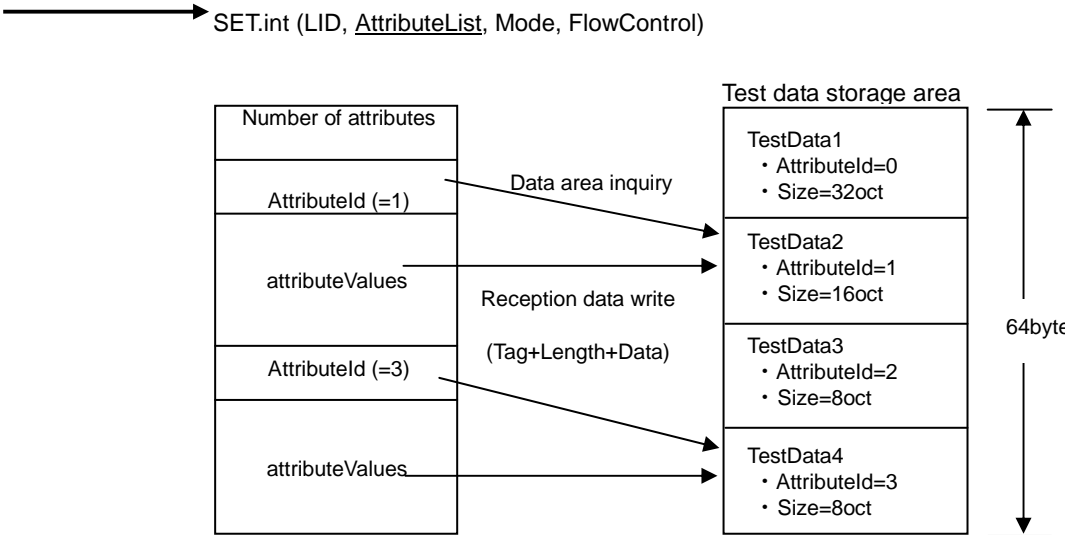 SET.int (LID, AttributeList, Mode, FlowControl)
Test data storage area
Number of attributes
AttributeId (=1)
attributeValues
AttributeId (=3)
attributeValues
Data area inquiry
Reception data write
(Tag+Length+Data)
TestData1
・AttributeId=0
・Size=32oct
TestData2
・AttributeId=1
・Size=16oct
TestData3
・AttributeId=2
・Size=8oct
TestData4
・AttributeId=3
・Size=8oct
64byte